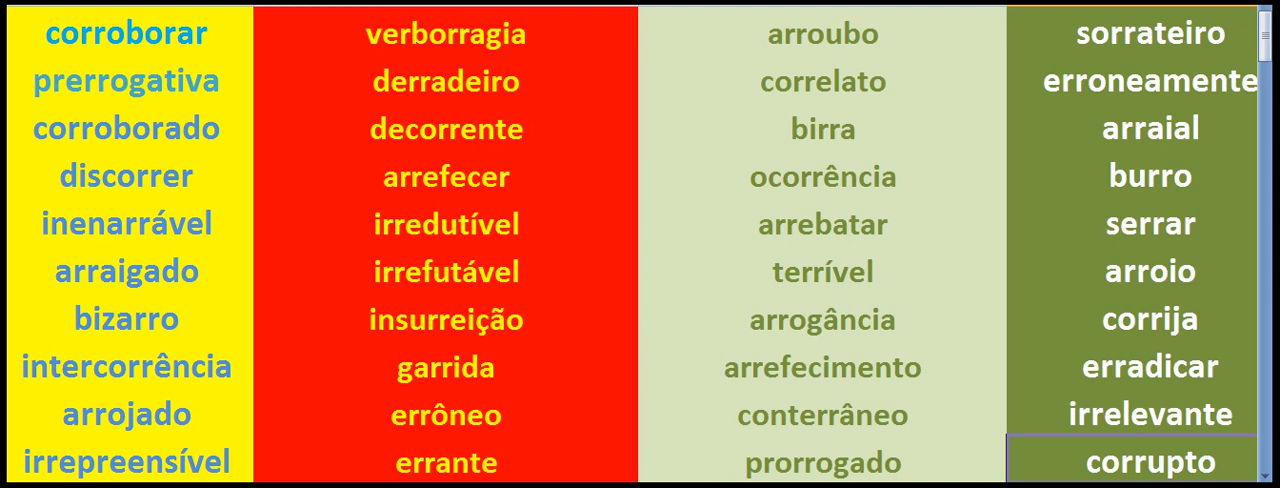 corroborar verborragia arroubo sorrateiro
prerrogativa derradeiro correlato erroneamente
corroborado decorrente birra arraial
discorrer arrefecer ocorrência burro
inenarrável irredutível arrebatar serrar
arraigado irrefutável terrível arroio
bizarro insurreição arrogância corrija
intercorrência garrida arrefecimento erradicar
arrojado errôneo conterrâneo irrelevante
irrepreensível errante prorrogado corrupto